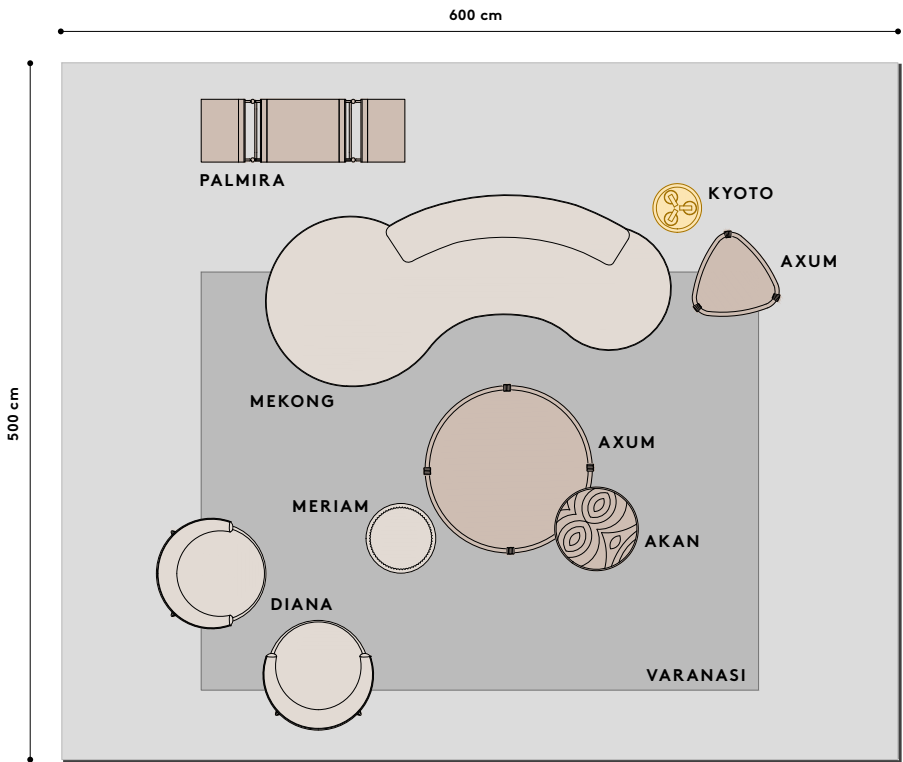 600 cm
PALMIRA
KYOTO
AXUM
500 cm
MEKONG
AXUM
MERIAM
AKAN
DIANA
VARANASI